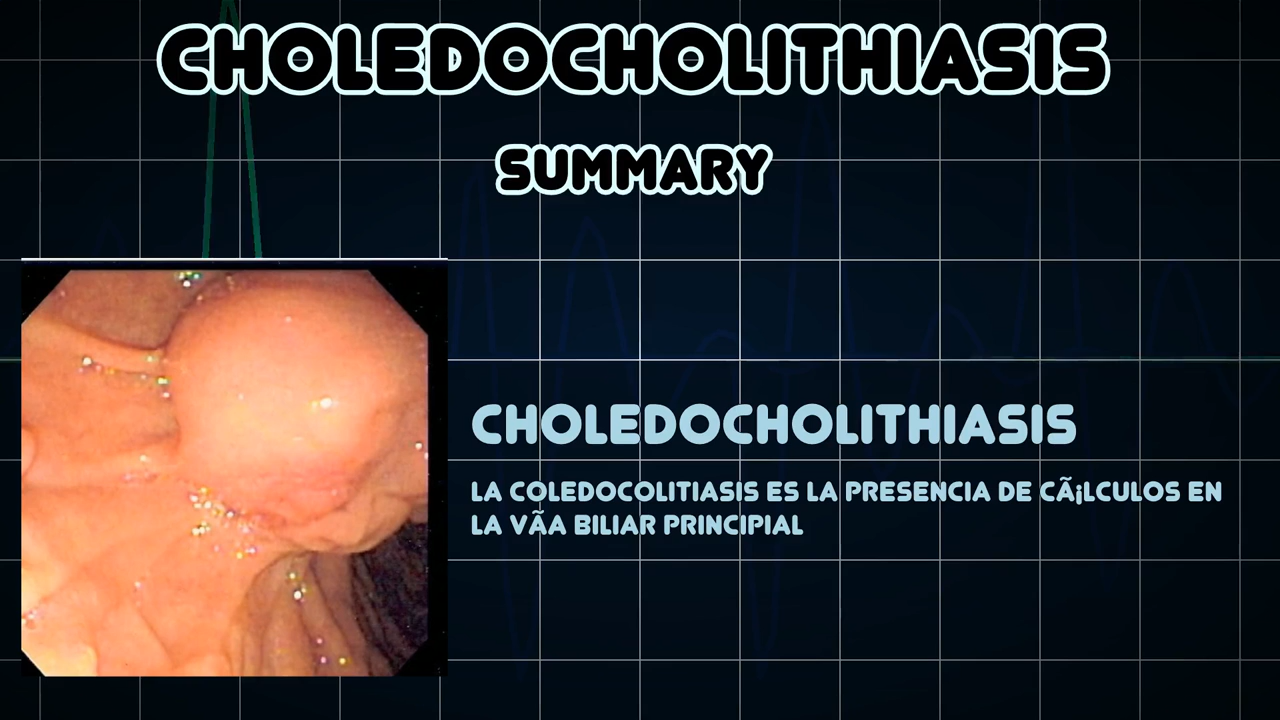 CHOLEDOCHOLITHIASIS
SUMMARY
CHOLEDOCHOLITHIASIS
LA COLEDOCOLITIASIS ES LA PRESENCIA DE CÃ¡LCULOS EN
LA VÃA BILIAR PRINCIPIAL